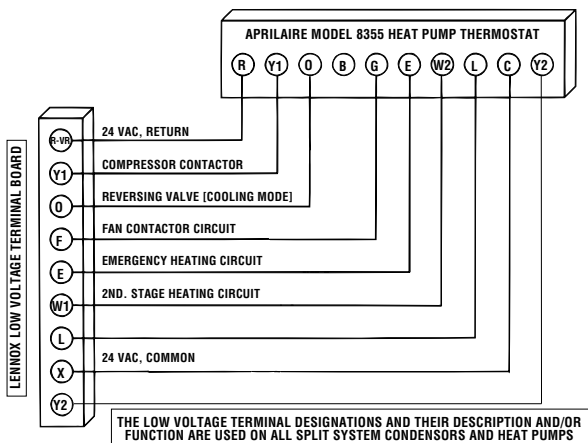 APRILAIRE MODEL 8355 HEAT PUMP THERMOSTAT
R Y1 O B G E W2 L C Y2
LENNOX LOW VOLTAGE TERMINAL BOARD
R-VR 24 VAC, RETURN
Y1 COMPRESSOR CONTACTOR
O REVERSING VALVE [COOLING MODE]
F FAN CONTACTOR CIRCUIT
E EMERGENCY HEATING CIRCUIT
W1 2ND. STAGE HEATING CIRCUIT
L
X 24 VAC, COMMON
Y2
THE LOW VOLTAGE TERMINAL DESIGNATIONS AND THEIR DESCRIPTION AND/OR
FUNCTION ARE USED ON ALL SPLIT SYSTEM CONDENSORS AND HEAT PUMPS